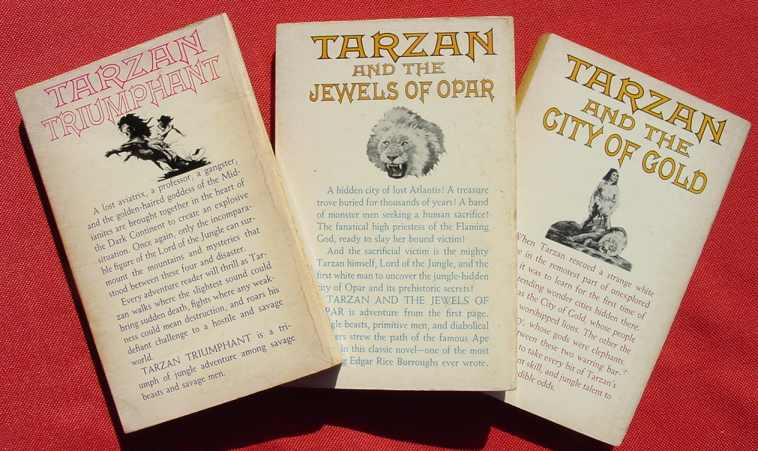 TARZAN
TRIUMPHANT
A lost aviatrix, a professor, a gangster,
and the golden-haired goddess of the Mid-
ianites are brought together in the heart of
the Dark Continent to create an explosive
situation. Once again, only the incompara-
ble figure of the Lord of the Jungle can sur-
mount the mountains and mysteries that
stood between these four and disaster.
Every adventure reader will thrill as Tar-
zan walks where the slightest sound could
bring sudden death, fights where any weak-
ness could mean destruction, and roars his
defiant challenge to a hostile and savage
world.
TARZAN TRIUMPHANT is a tri-
umph of jungle adventure among savage
beasts and savage men.
TARZAN
AND THE
JEWELS OF OPAR
A hidden city of lost Atlantis! A treasure
trove buried for thousands of years! A band
of monster men seeking a human sacrifice!
The fanatical high priestess of the Flaming
God, ready to slay her bound victim!
And the sacrificial victim is the mighty
Tarzan himself, Lord of the Jungle, and the
first white man to uncover the jungle-hidden
city of Opar and its prehistoric secrets!
TARZAN AND THE JEWELS OF
PAR is adventure from the first page.
gle beasts, primitive men, and diabolical
ers strew the path of the famous Ape
in this classic novel—one of the most
Edgar Rice Burroughs ever wrote.
TARZAN
AND THE
CITY OF GOLD
When Tarzan rescued a strange white
in the remotest part of unexplored
it was to learn for the first time of
tending wonder cities hidden there.
as the City of Gold, whose people
worshipped lions. The other, the
, whose gods were elephants.
ween these two warring bar-
to take every bit of Tarzan's
skill, and jungle talent to
dible odds.